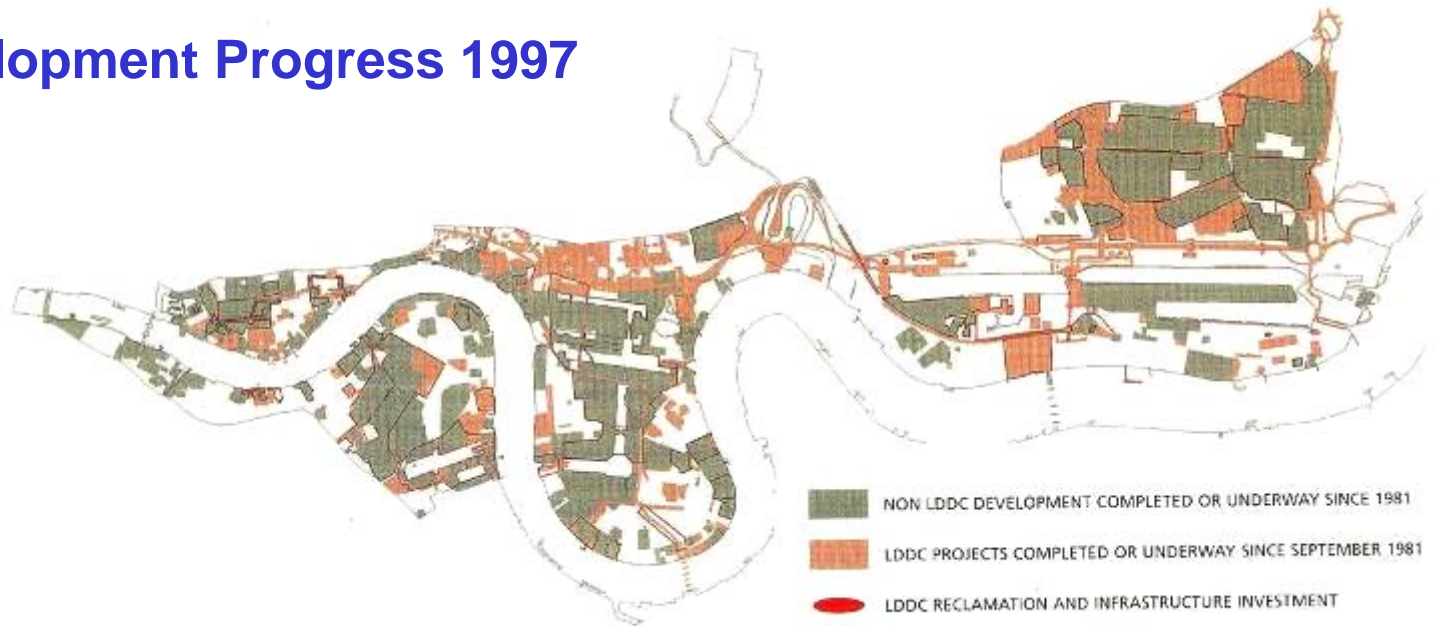 lopment Progress 1997
NON LDDC DEVELOPMENT COMPLETED OR UNDERWAY SINCE 1981
LDDC PROJECTS COMPLETED OR UNDERWAY SINCE SEPTEMBER 1981
LDDC RECLAMATION AND INFRASTRUCTURE INVESTMENT